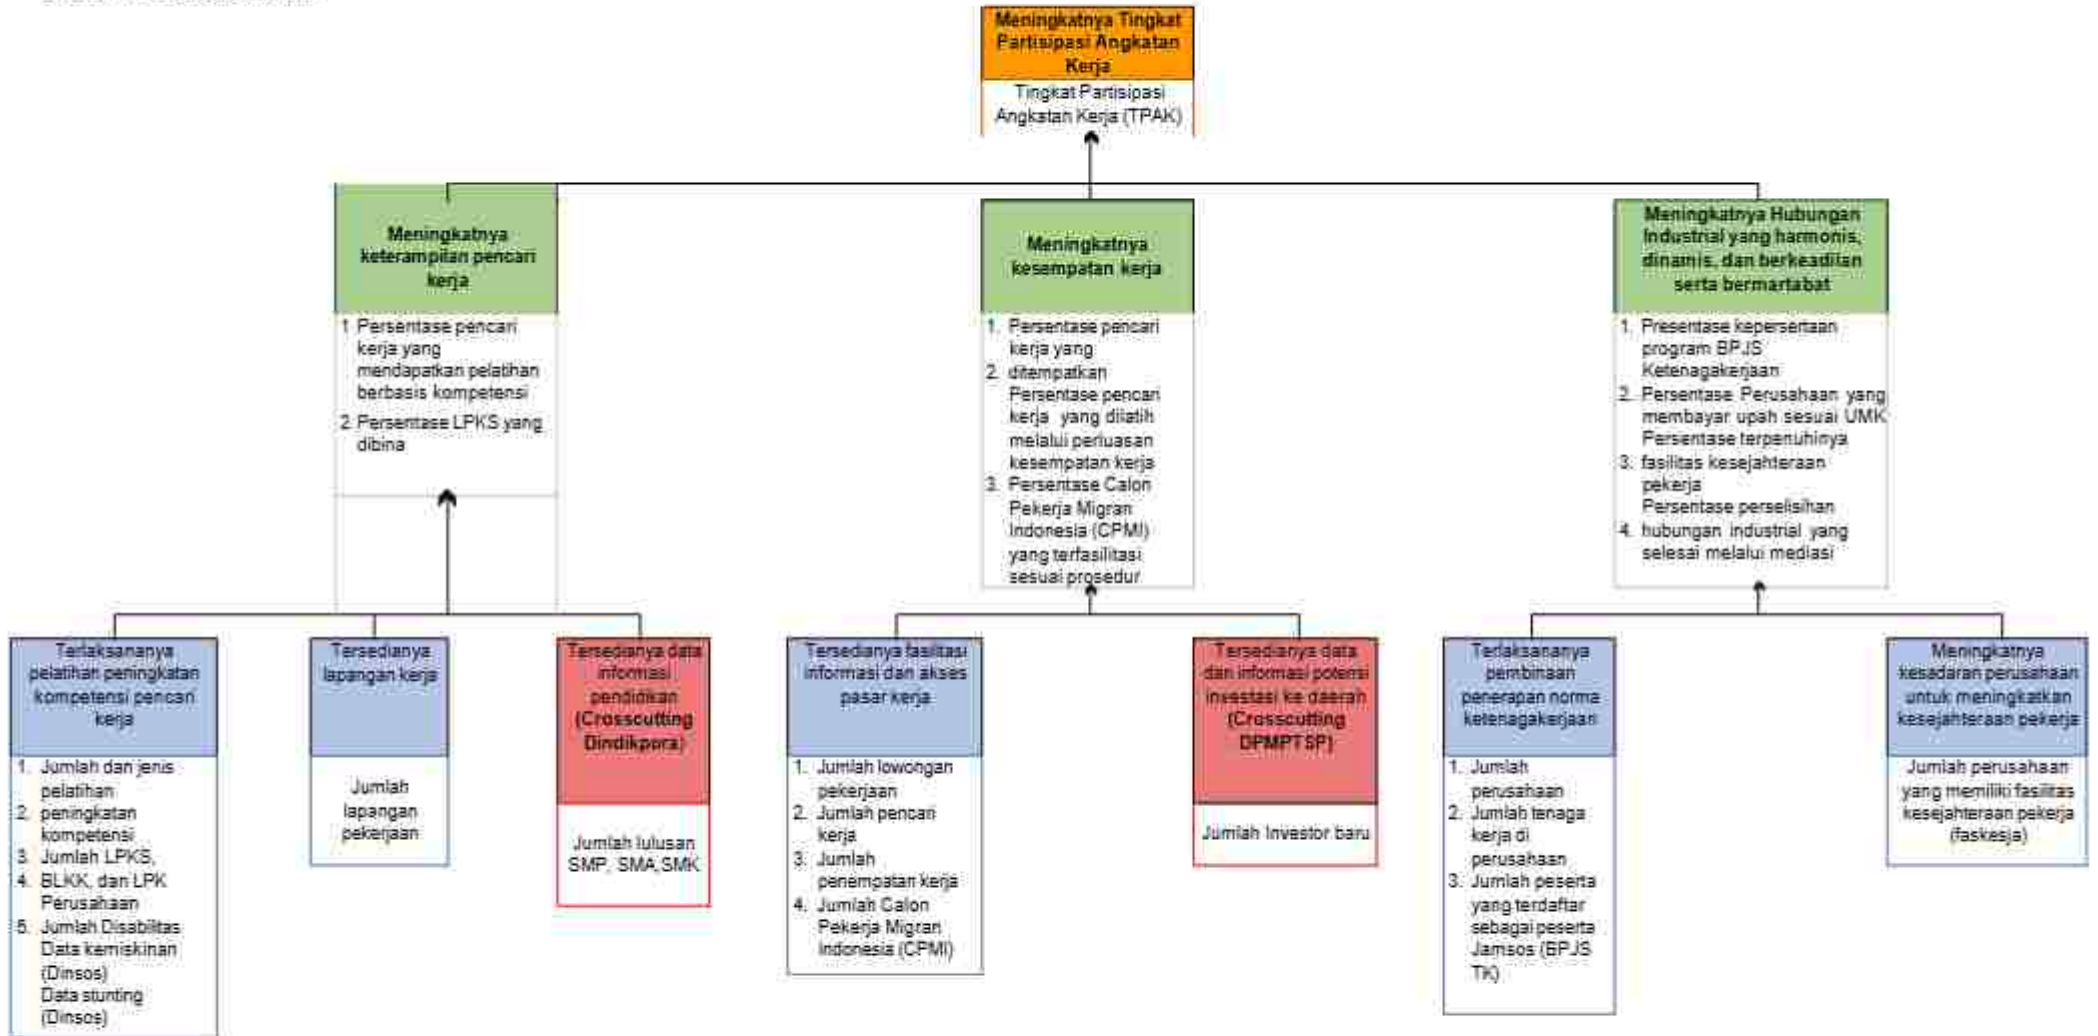 Meningkatnya Tingkat
Partisipasi Angkatan
Kerja
Tingkat Partisipasi
Angkatan Kerja (TPAK)
Meningkatnya
keterampilan pencari
kerja
1 Persentase pencari
kerja yang
mendapatkan pelatihan
berbasis kompetensi
2 Persentase LPKS yang
dibina
Meningkatnya
kesempatan kerja
1. Persentase pencari
kerja yang
2. ditempatkan
Persentase pencari
kerja yang dilatih
melalui perluasan
kesempatan kerja
3. Persentase Calon
Pekerja Migran
Indonesia (CPMI)
yang terfasilitasi
sesuai prosedur
Meningkatnya Hubungan
Industrial yang harmonis,
dinamis, dan berkeadilan
serta bermartabat
1. Presentase kepersertaan
program BPJS
Ketenagakerjaan
2. Persentase Perusahaan yang
membayar upah sesuai UMK
Persentase terpenuhinya
3. fasilitas kesejahteraan
pekerja
Persentase perselisihan
4. hubungan industrial yang
selesai melalui mediasi
Terlaksananya
pelatihan peningkatan
kompetensi pencari
kerja
1. Jumlah dan jenis
pelatihan
2. peningkatan
kompetensi
3. Jumlah LPKS,
4. BLKK, dan LPK
Perusahaan
5. Jumlah Disabilitas
Data kemiskinan
(Dinsos)
Data stunting
(Dinsos)
Tersedianya
lapangan kerja
Jumlah
lapangan
pekerjaan
Tersedianya data
informasi
pendidikan
(Crosscutting
Dindikpora)
Jumlah lulusan
SMP, SMA,SMK
Tersedianya fasilitasi
informasi dan akses
pasar kerja
1. Jumlah lowongan
pekerjaan
2. Jumlah pencari
kerja
3. Jumlah
penempatan kerja
4. Jumlah Calon
Pekerja Migran
Indonesia (CPMI)
Tersedianya data
dan informasi potensi
investasi ke daerah
(Crosscutting
DPMPTSP)
Jumlah Investor baru
Terlaksananya
pembinaan
penerapan norma
ketenagakerjaan
1. Jumlah
perusahaan
2. Jumlah tenaga
kerja di
perusahaan
3. Jumlah peserta
yang terdaftar
sebagai peserta
Jamsos (BPJS
TK)
Meningkatnya
kesadaran perusahaan
untuk meningkatkan
kesejahteraan pekerja
Jumlah perusahaan
yang memiliki fasilitas
kesejahteraan pekerja
(faskesja)